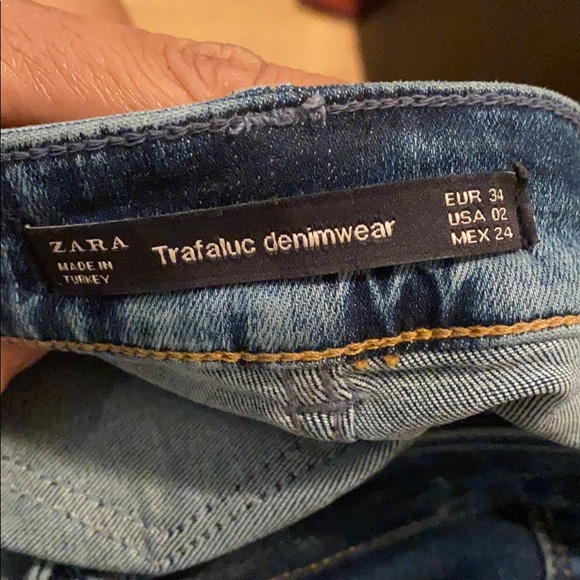 ZARA
MADE IN
TURKEY
Trafaluc denimwear
EUR 34
USA 02
MEX 24